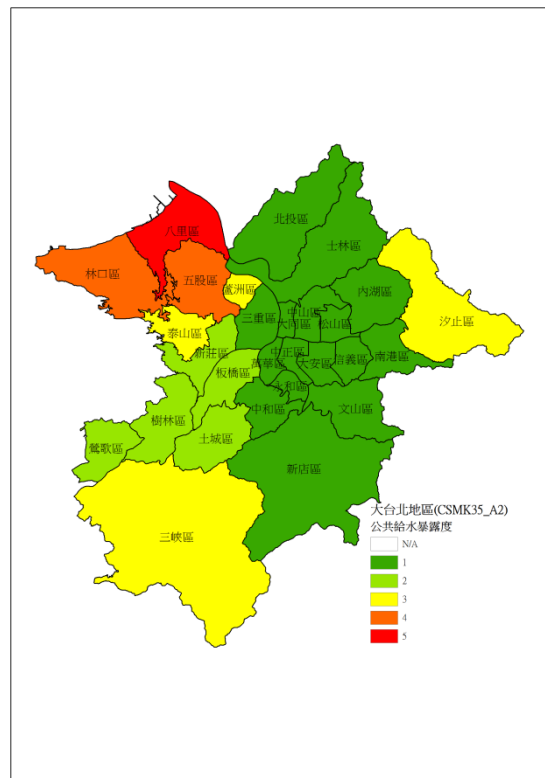 北投區
士林區
八里區
林口區
五股區
蘆洲區
內湖區
汐止區
三重區
中山區
大同區
松山區
泰山區
新莊區
板橋區
萬華區
中正區
大安區
信義區
南港區
永和區
中和區
文山區
樹林區
土城區
鶯歌區
新店區
三峽區
大台北地區(CSMK35_A2)
公共給水暴露度
N/A
1
2
3
4
5